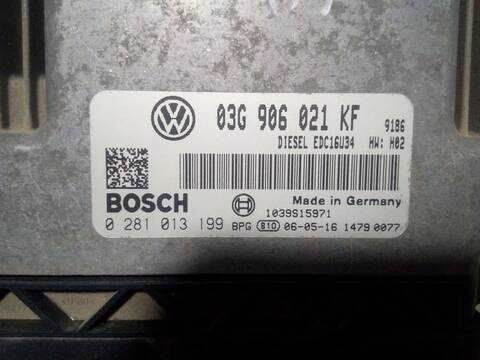 03G 906 021 KF 9186
DIESEL EDC16U34 HW: H02
BOSCH Made in Germany
1039S15971
0 281 013 199 BPG 810 06-05-16 1479 0077